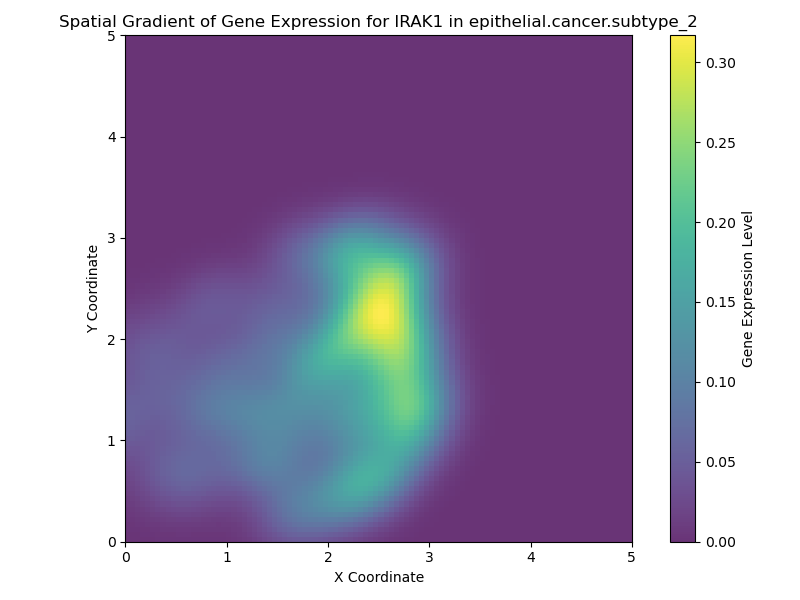 Spatial Gradient of Gene Expression for IRAK1 in epithelial.cancer.subtype_2
5
4
3
2
1
0
Y Coordinate
0 1 2 3 4 5
X Coordinate
0.30
0.25
0.20
0.15
0.10
0.05
0.00
Gene Expression Level